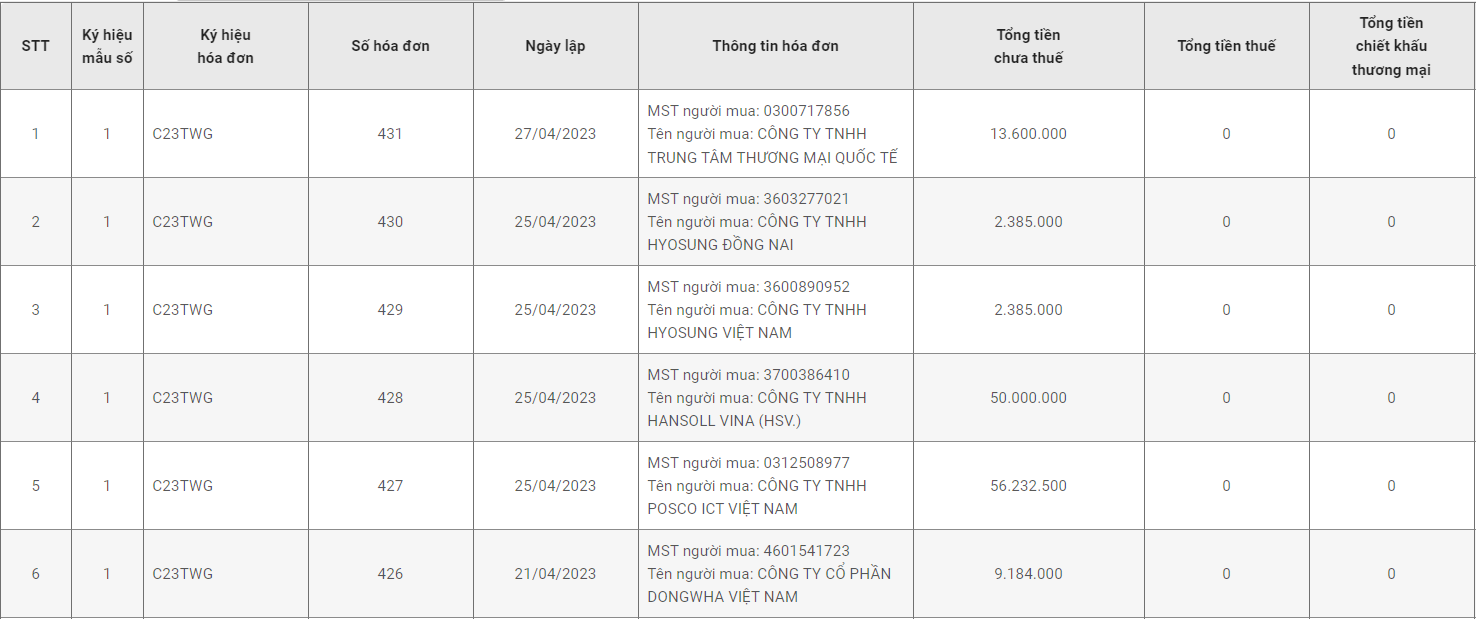 STT
Ký hiệu
mẫu số
Ký hiệu
hóa đơn
Số hóa đơn
Ngày lập
Thông tin hóa đơn
Tổng tiền
chưa thuế
Tổng tiền thuế
Tổng tiền
chiết khấu
thương mại
1
1
C23TWG
431
27/04/2023
MST người mua: 0300717856
Tên người mua: CÔNG TY TNHH
TRUNG TÂM THƯƠNG MẠI QUỐC TẾ
13.600.000
0
0
2
1
C23TWG
430
25/04/2023
MST người mua: 3603277021
Tên người mua: CÔNG TY TNHH
HYOSUNG ĐỒNG NAI
2.385.000
0
0
3
1
C23TWG
429
25/04/2023
MST người mua: 3600890952
Tên người mua: CÔNG TY TNHH
HYOSUNG VIỆT NAM
2.385.000
0
0
4
1
C23TWG
428
25/04/2023
MST người mua: 3700386410
Tên người mua: CÔNG TY TNHH
HANSOLL VINA (HSV.)
50.000.000
0
0
5
1
C23TWG
427
25/04/2023
MST người mua: 0312508977
Tên người mua: CÔNG TY TNHH
POSCO ICT VIỆT NAM
56.232.500
0
0
6
1
C23TWG
426
21/04/2023
MST người mua: 4601541723
Tên người mua: CÔNG TY CỔ PHẦN
DONGWHA VIỆT NAM
9.184.000
0
0